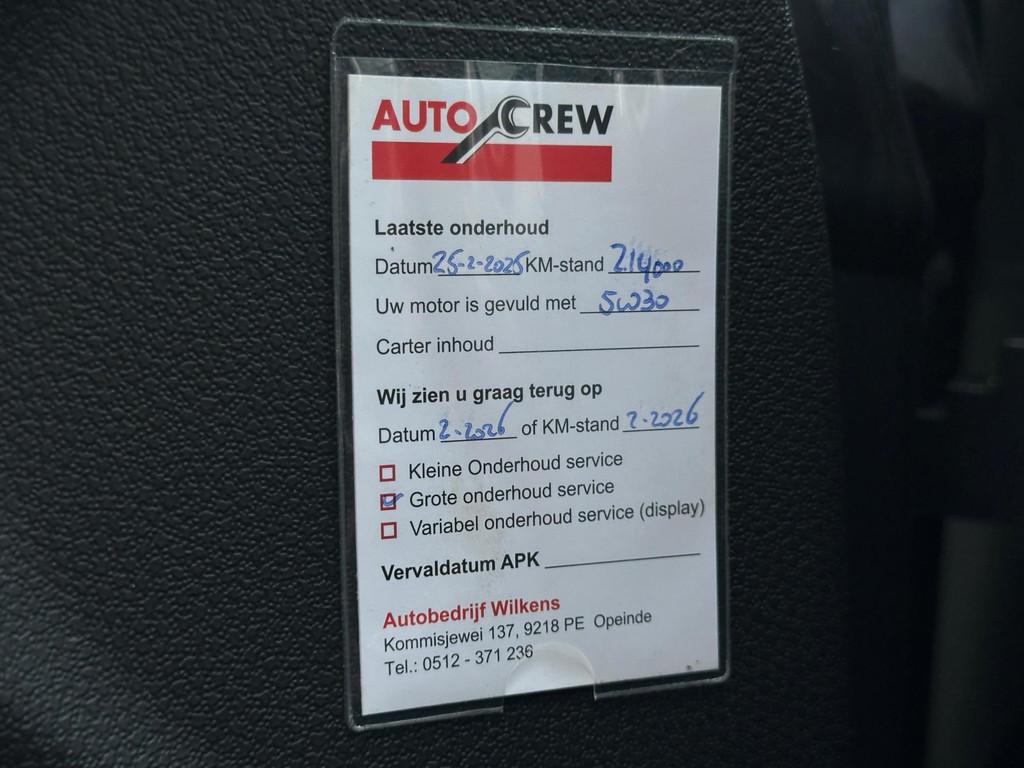 AUTO CREW
Laatste onderhoud
Datum 25-2-2025 KM-stand 214000
Uw motor is gevuld met 5W30
Carter inhoud
Wij zien u graag terug op
Datum 2-2026 of KM-stand 2-2026
Kleine Onderhoud service
Grote onderhoud service
Variabel onderhoud service (display)
Vervaldatum APK
Autobedrijf Wilkens
Kommisjewei 137, 9218 PE Opeinde
Tel.: 0512 - 371 236